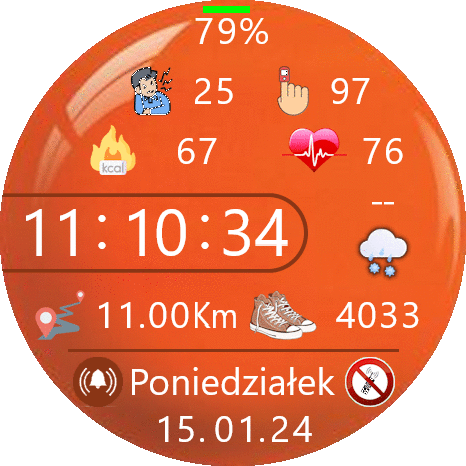 79%
25 97
kcal 67 76
--
11:10:34
11.00Km 4033
Poniedziałek
15.01.24